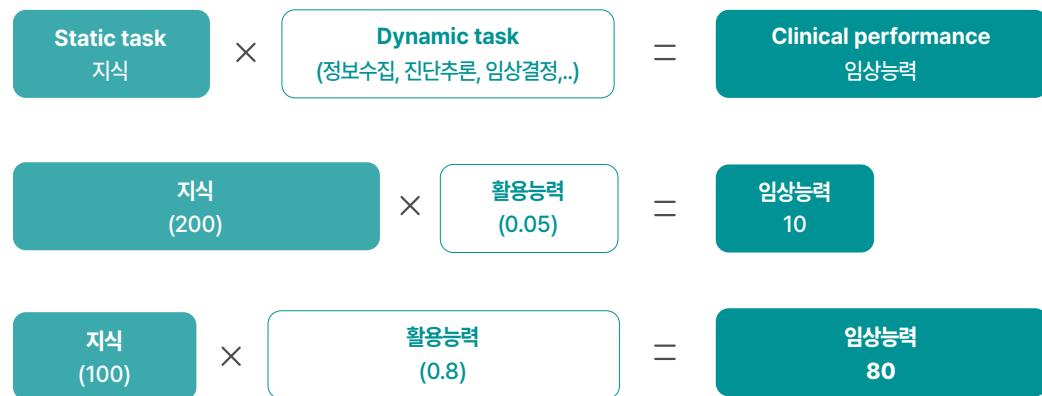 Static task
지식
×
Dynamic task
(정보수집, 진단추론, 임상결정,..)
=
Clinical performance
임상능력
지식
(200)
×
활용능력
(0.05)
=
임상능력
10
지식
(100)
×
활용능력
(0.8)
=
임상능력
80